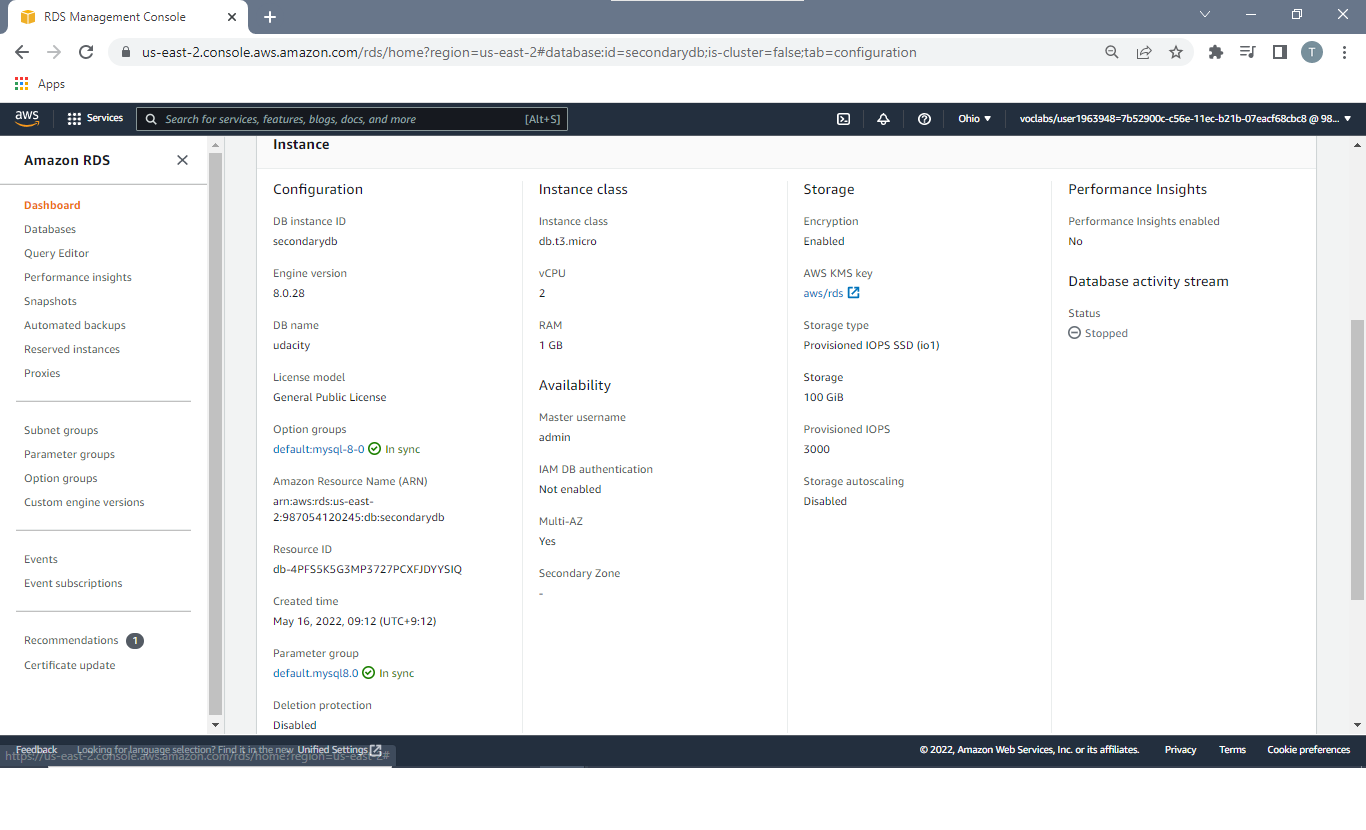 RDS Management Console
us-east-2.console.aws.amazon.com/rds/home?region=us-east-2#database:id=secondarydb;is-cluster=false;tab=configuration
T
Apps
aws
Services
Search for services, features, blogs, docs, and more
[Alt+S]
Ohio
voclabs/user1963948=7b52900c-c56e-11ec-b21b-07eacf68cbc8 @ 98...
Amazon RDS
Dashboard
Databases
Query Editor
Performance insights
Snapshots
Automated backups
Reserved instances
Proxies
Subnet groups
Parameter groups
Option groups
Custom engine versions
Events
Event subscriptions
Recommendations 1
Certificate update
Instance
Configuration
DB instance ID
secondarydb
Engine version
8.0.28
DB name
udacity
License model
General Public License
Option groups
default:mysql-8-0 In sync
Amazon Resource Name (ARN)
arn:aws:rds:us-east-
2:987054120245:db:secondarydb
Resource ID
db-4PFS5K5G3MP3727PCXFJDYYSIQ
Created time
May 16, 2022, 09:12 (UTC+9:12)
Parameter group
default.mysql8.0 In sync
Deletion protection
Disabled
Instance class
Instance class
db.t3.micro
vCPU
2
RAM
1 GB
Availability
Master username
admin
IAM DB authentication
Not enabled
Multi-AZ
Yes
Secondary Zone
-
Storage
Encryption
Enabled
AWS KMS key
aws/rds
Storage type
Provisioned IOPS SSD (io1)
Storage
100 GiB
Provisioned IOPS
3000
Storage autoscaling
Disabled
Performance Insights
Performance Insights enabled
No
Database activity stream
Status
Stopped
Feedback
Looking for language selection? Find it in the new Unified Settings
https://us-east-2.console.aws.amazon.com/rds/home?region=us-east-2#
© 2022, Amazon Web Services, Inc. or its affiliates.
Privacy
Terms
Cookie preferences